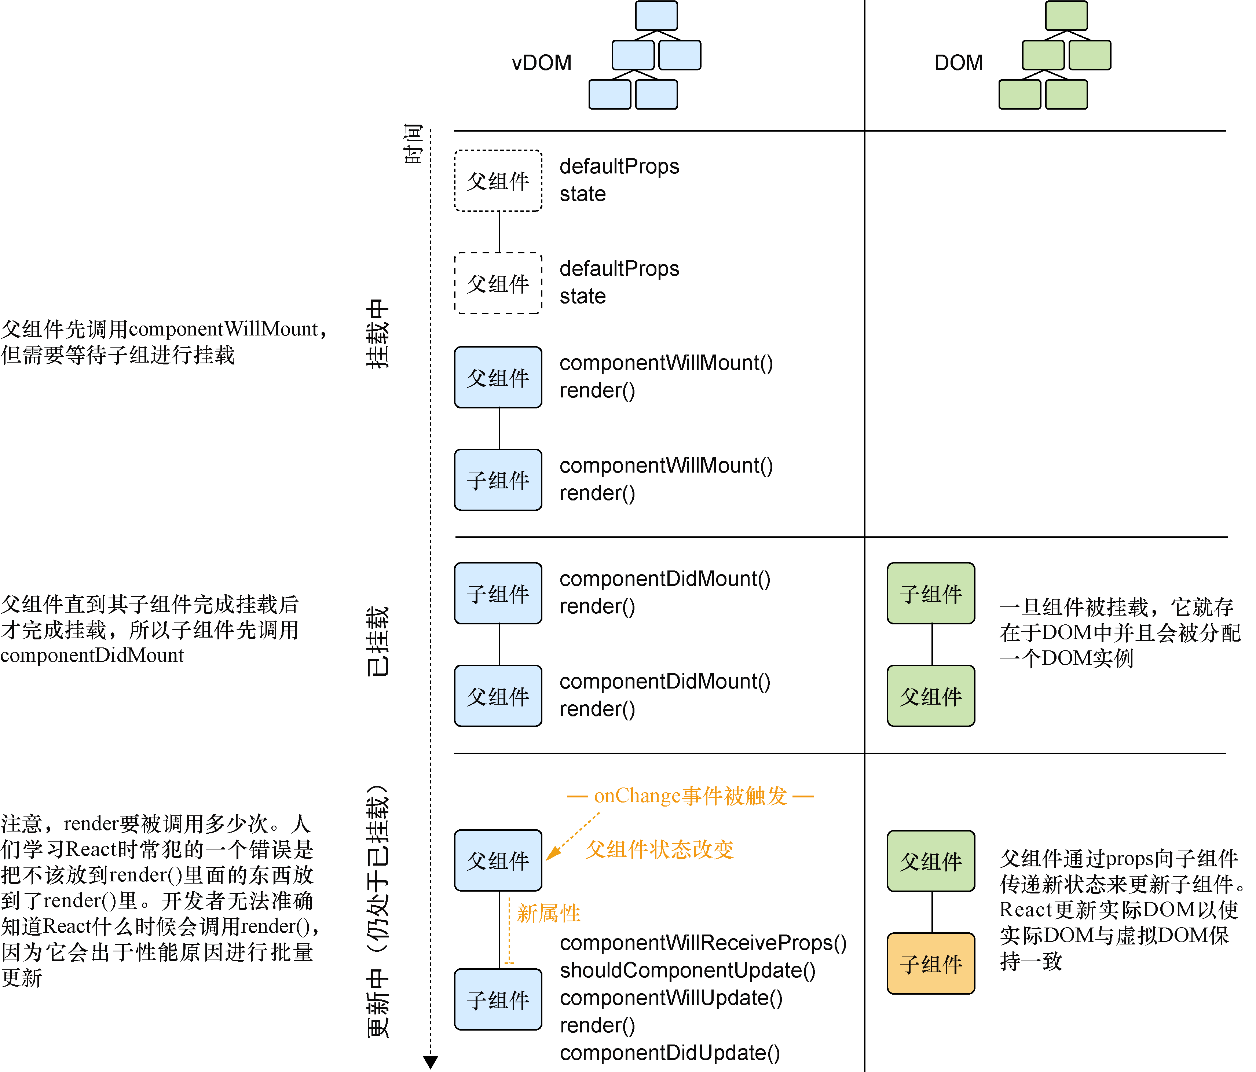 vDOM
DOM
时间
父组件
defaultProps
state
父组件
defaultProps
state
挂载中
父组件先调用componentWillMount，
但需要等待子组进行挂载
父组件
componentWillMount()
render()
子组件
componentWillMount()
render()
父组件直到其子组件完成挂载后
才完成挂载，所以子组件先调用
componentDidMount
已挂载
子组件
componentDidMount()
render()
父组件
componentDidMount()
render()
子组件
父组件
一旦组件被挂载，它就存
在于DOM中并且会被分配
一个DOM实例
注意，render要被调用多少次。人
们学习React时常犯的一个错误是
把不该放到render()里面的东西放
到了render()里。开发者无法准确
知道React什么时候会调用render()，
因为它会出于性能原因进行批量
更新
更新中（仍处于已挂载）
— onChange事件被触发 —
父组件
父组件状态改变
新属性
子组件
componentWillReceiveProps()
shouldComponentUpdate()
componentWillUpdate()
render()
componentDidUpdate()
父组件
子组件
父组件通过props向子组件
传递新状态来更新子组件。
React更新实际DOM以使
实际DOM与虚拟DOM保
持一致